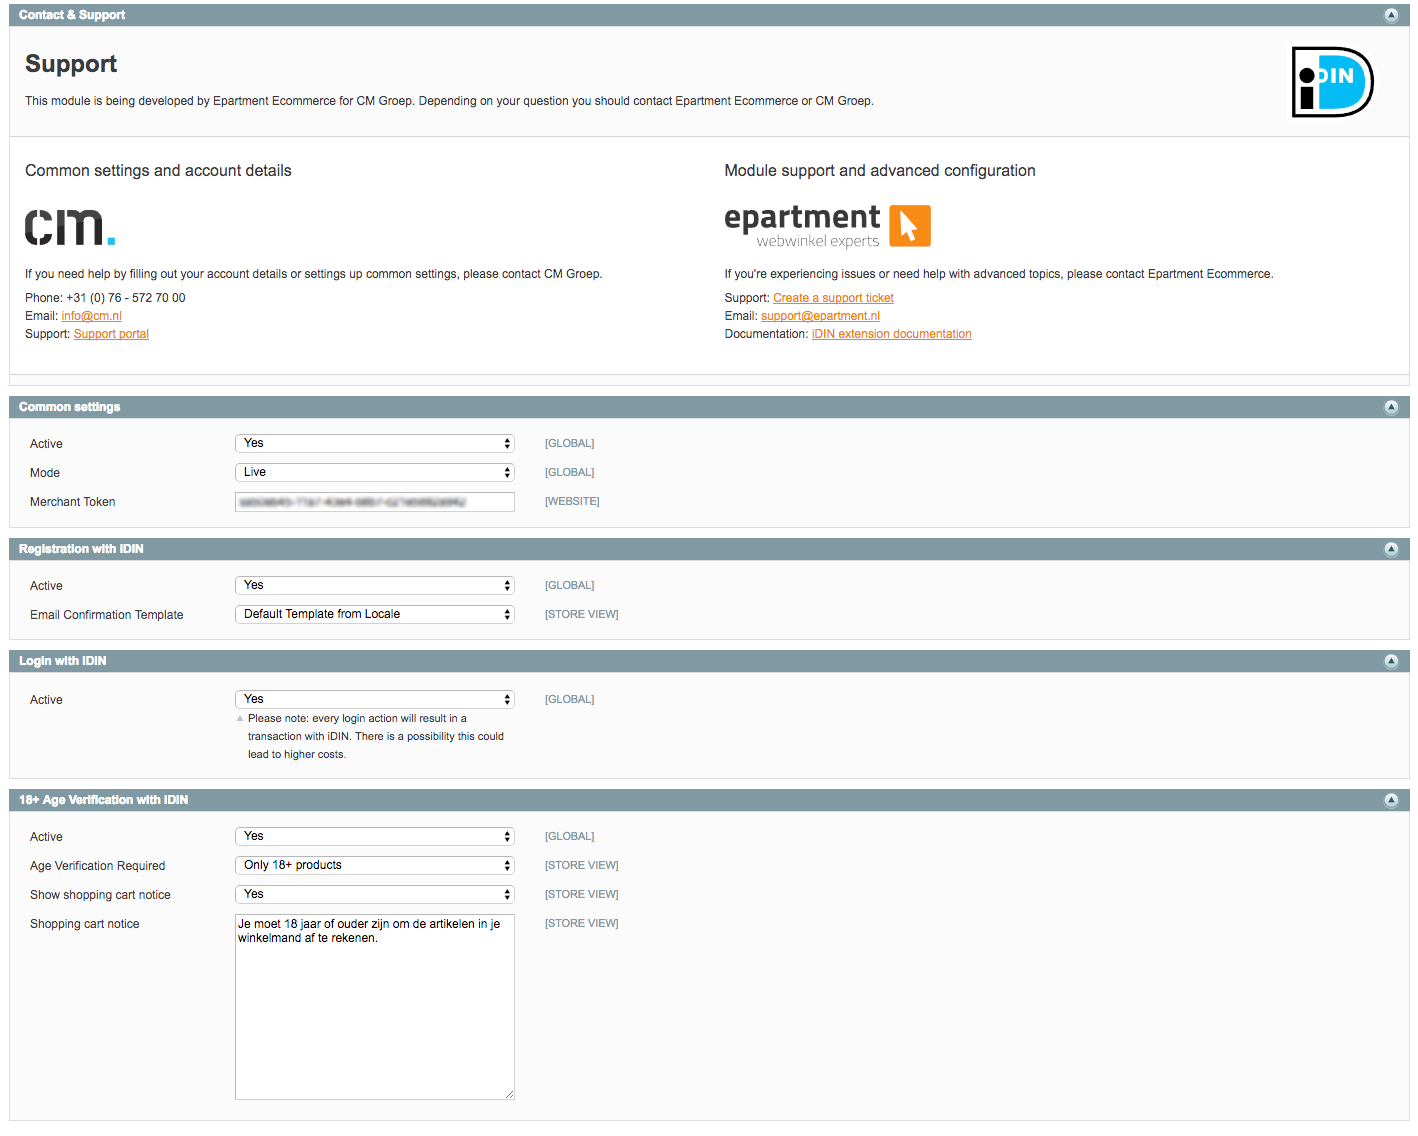 Contact & Support
Support
iDIN
This module is being developed by Epartment Ecommerce for CM Groep. Depending on your question you should contact Epartment Ecommerce or CM Groep.
Common settings and account details
cm.
If you need help by filling out your account details or settings up common settings, please contact CM Groep.
Phone: +31 (0) 76 - 572 70 00
Email: info@cm.nl
Support: Support portal
Module support and advanced configuration
epartment
webwinkel experts
If you're experiencing issues or need help with advanced topics, please contact Epartment Ecommerce.
Support: Create a support ticket
Email: support@epartment.nl
Documentation: iDIN extension documentation
Common settings
Active Yes [GLOBAL]
Mode Live [GLOBAL]
Merchant Token [WEBSITE]
Registration with iDIN
Active Yes [GLOBAL]
Email Confirmation Template Default Template from Locale [STORE VIEW]
Login with iDIN
Active Yes [GLOBAL]
Please note: every login action will result in a
transaction with iDIN. There is a possibility this could
lead to higher costs.
18+ Age Verification with iDIN
Active Yes [GLOBAL]
Age Verification Required Only 18+ products [STORE VIEW]
Show shopping cart notice Yes [STORE VIEW]
Shopping cart notice Je moet 18 jaar of ouder zijn om de artikelen in je [STORE VIEW]
winkelmand af te rekenen.